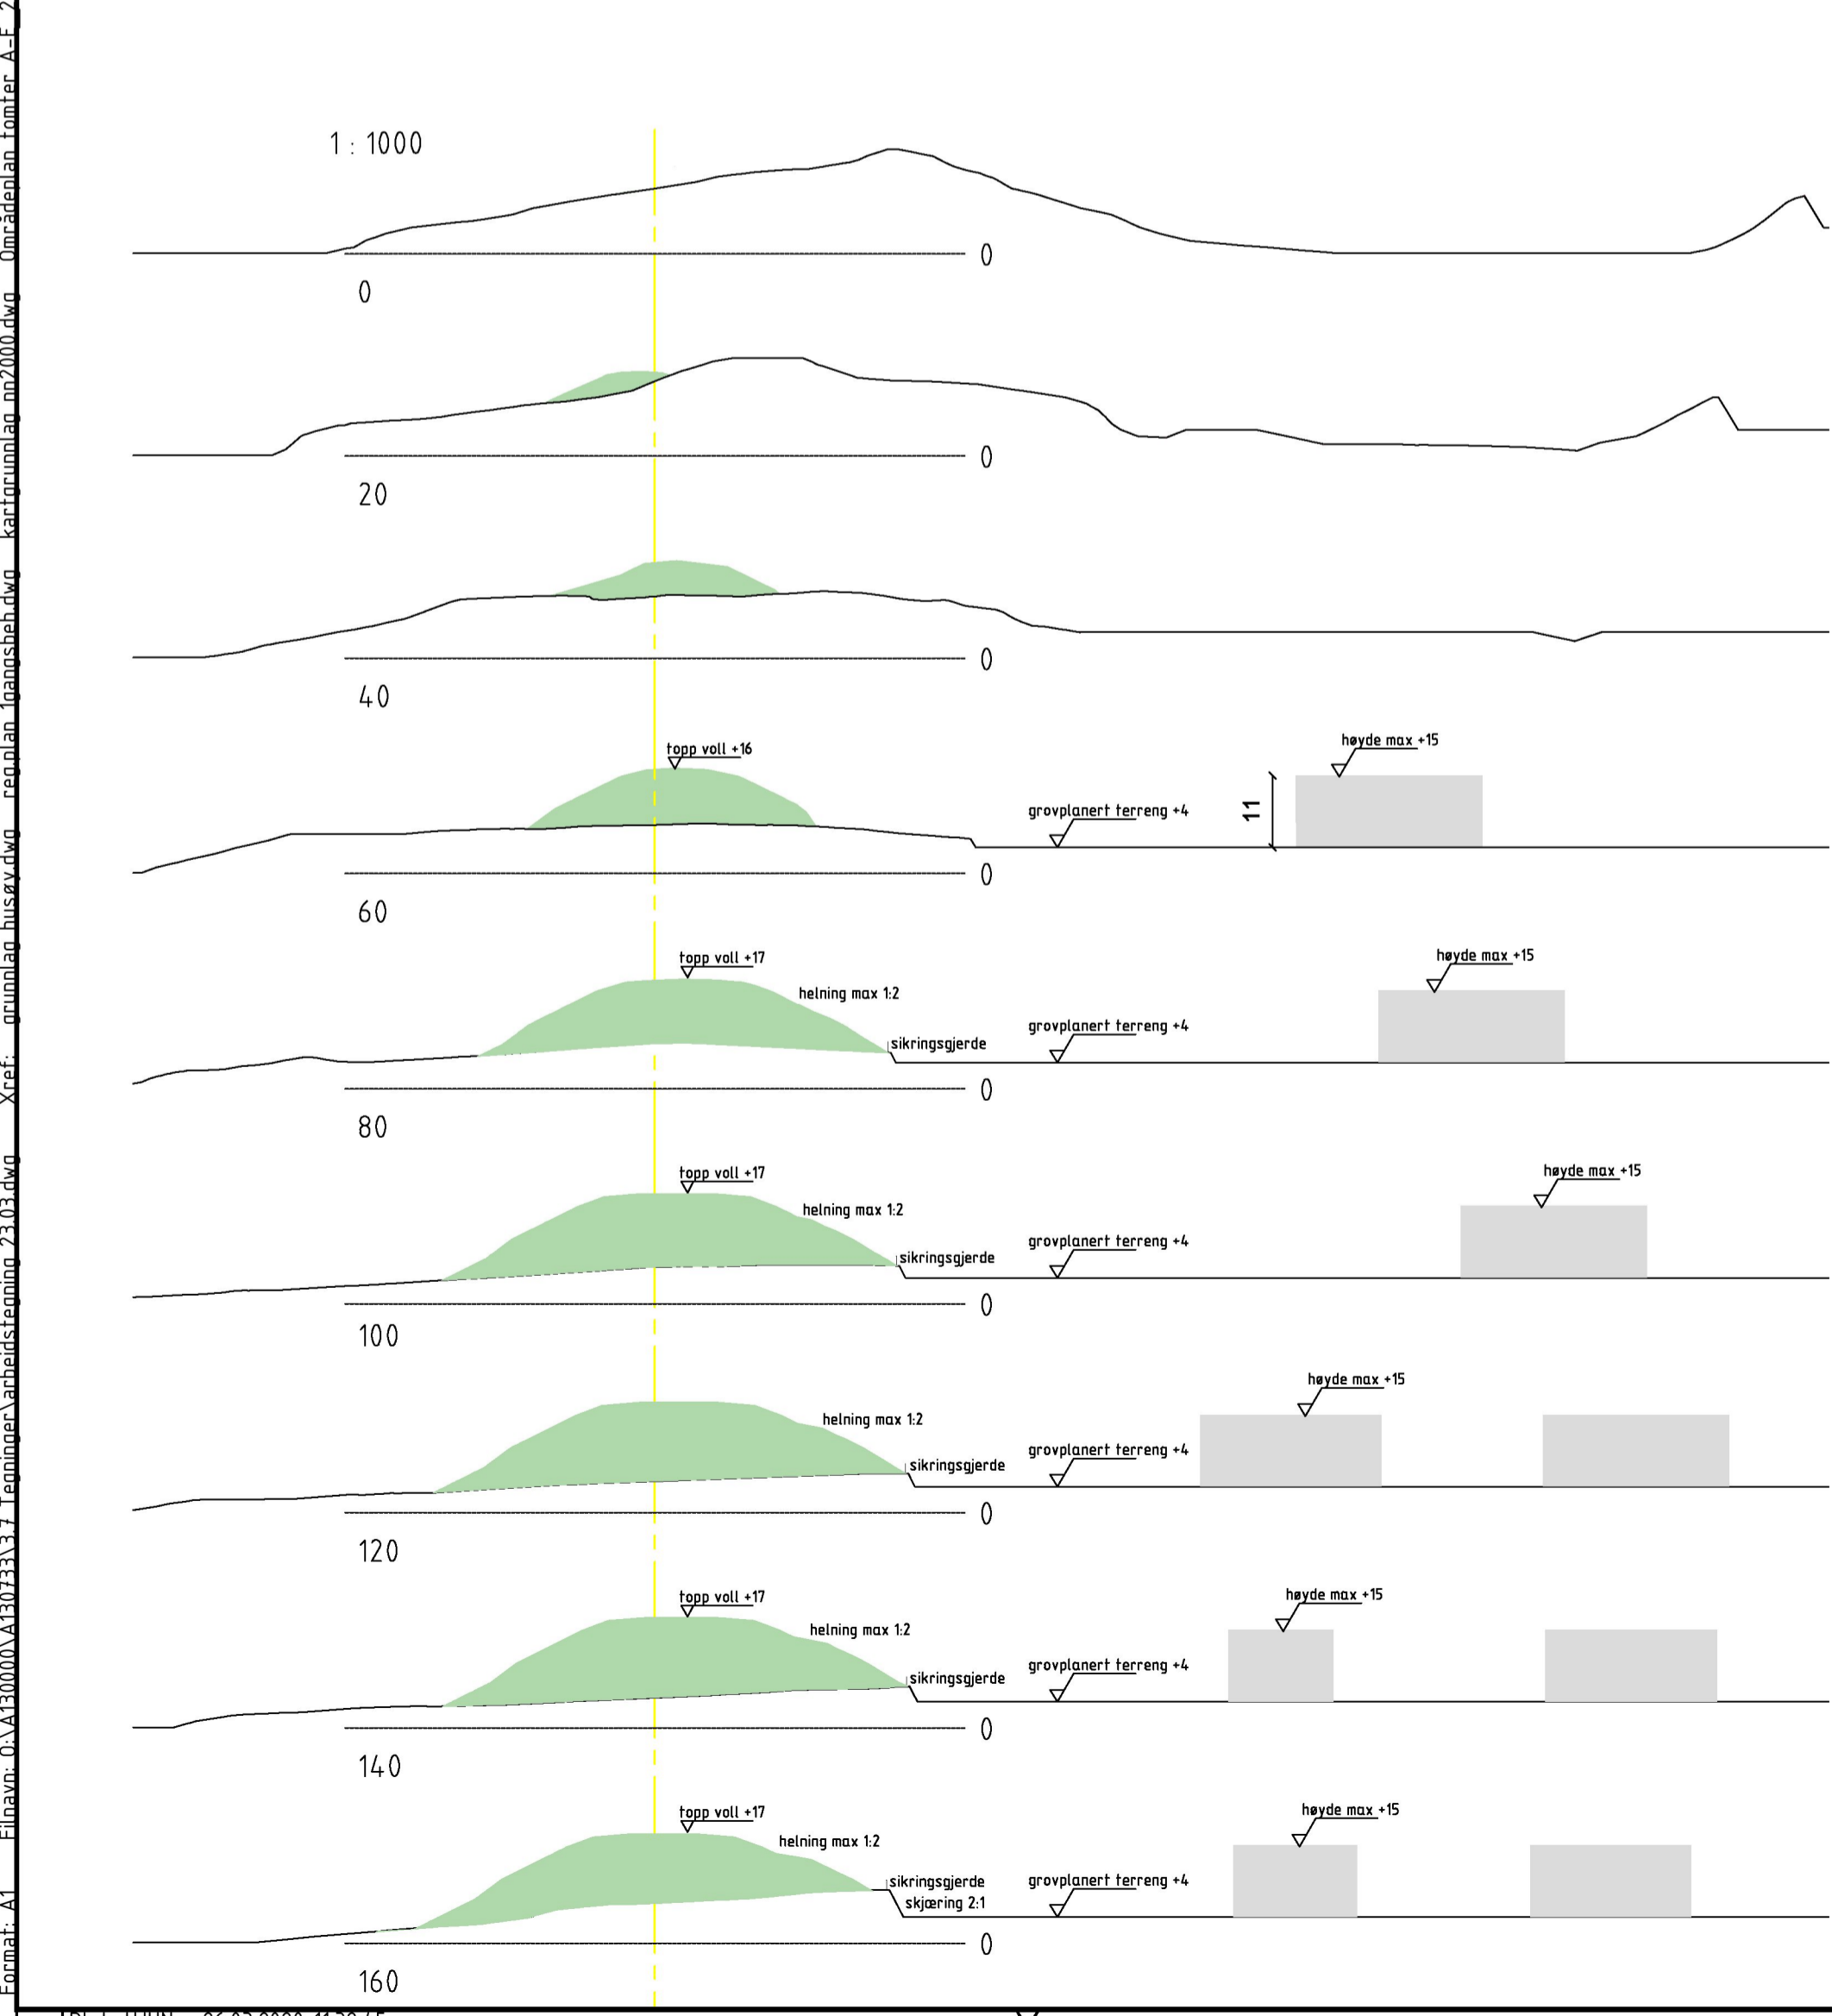 1 : 1000
0
0
0
20
0
40
topp voll +16
høyde max +15
grovplanert terreng +4
11
0
60
topp voll +17
høyde max +15
helning max 1:2
grovplanert terreng +4
sikringsgjerde
0
80
topp voll +17
høyde max +15
helning max 1:2
grovplanert terreng +4
sikringsgjerde
0
100
høyde max +15
helning max 1:2
grovplanert terreng +4
sikringsgjerde
0
120
topp voll +17
høyde max +15
helning max 1:2
grovplanert terreng +4
sikringsgjerde
0
140
topp voll +17
høyde max +15
helning max 1:2
grovplanert terreng +4
sikringsgjerde
skjæring 2:1
0
160
Format: A1 Filnavn: O:\A130000\A130733\3.7 Tegninger\arbeidstegning 23.03.dwg Xref: grunnlag husøy.dwg reg.plan 1gangsbeh.dwg kartgrunnlag nn2000.dwg Områdeplan tomter A-F